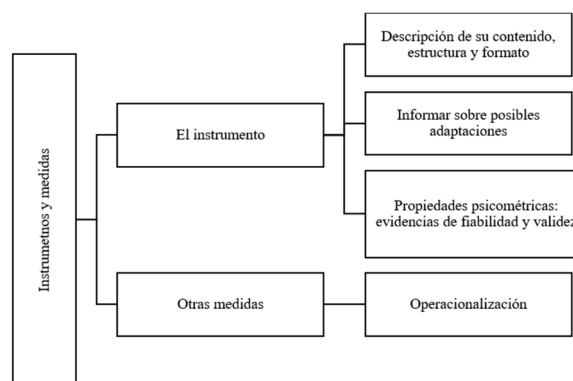 Instrumetnos y medidas
El instrumento
Descripción de su contenido,
estructura y formato
Informar sobre posibles
adaptaciones
Propiedades psicométricas:
evidencias de fiabilidad y validez
Otras medidas
Operacionalización